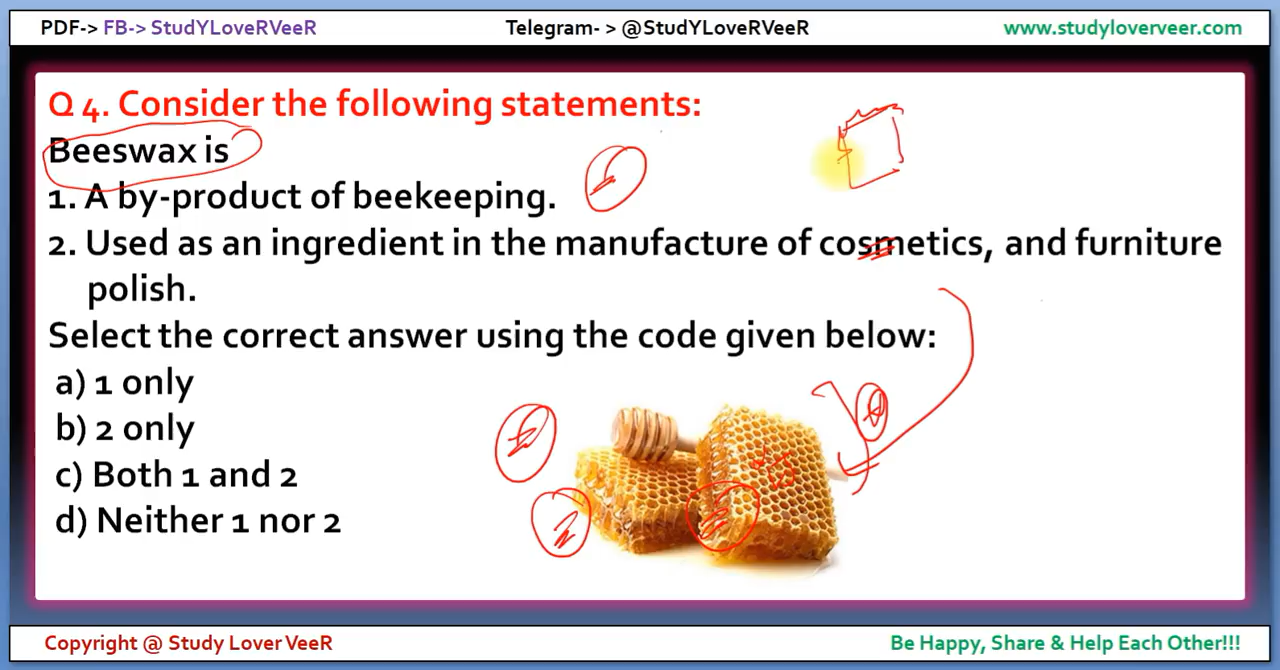 PDF-> FB-> StudYLoveRVeeR
Telegram- > @StudYLoveRVeeR
www.studyloverveer.com
Q 4. Consider the following statements:
Beeswax is
1. A by-product of beekeeping.
2. Used as an ingredient in the manufacture of cosmetics, and furniture
polish.
Select the correct answer using the code given below:
a) 1 only
b) 2 only
c) Both 1 and 2
d) Neither 1 nor 2
Copyright @ Study Lover VeeR
Be Happy, Share & Help Each Other!!!